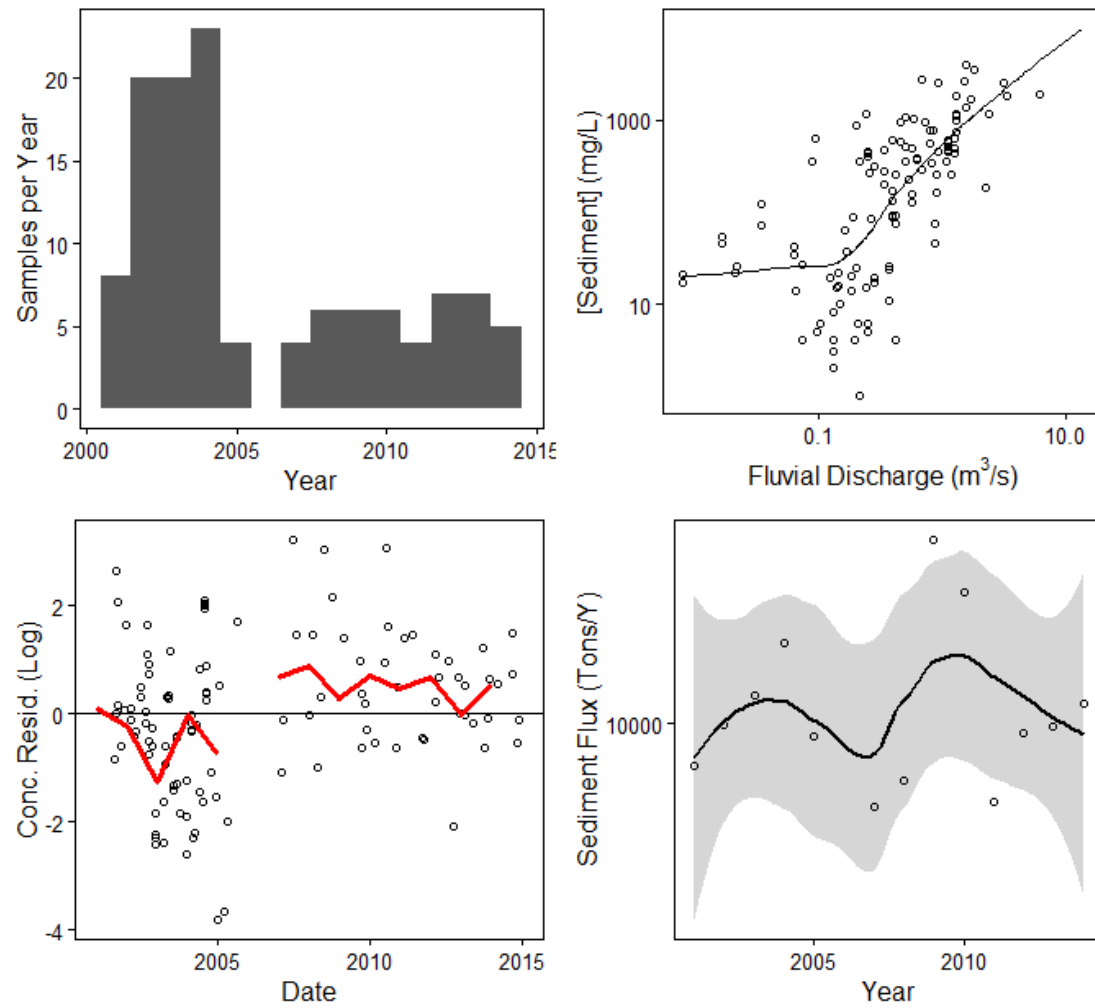 Samples per Year
20
15
10
5
0
2000
2005
2010
2015
Year
[Sediment] (mg/L)
1000
10
0.1
10.0
Fluvial Discharge (m³/s)
Conc. Resid. (Log)
2
0
-2
-4
2005
2010
2015
Date
Sediment Flux (Tons/Y)
10000
2005
2010
Year